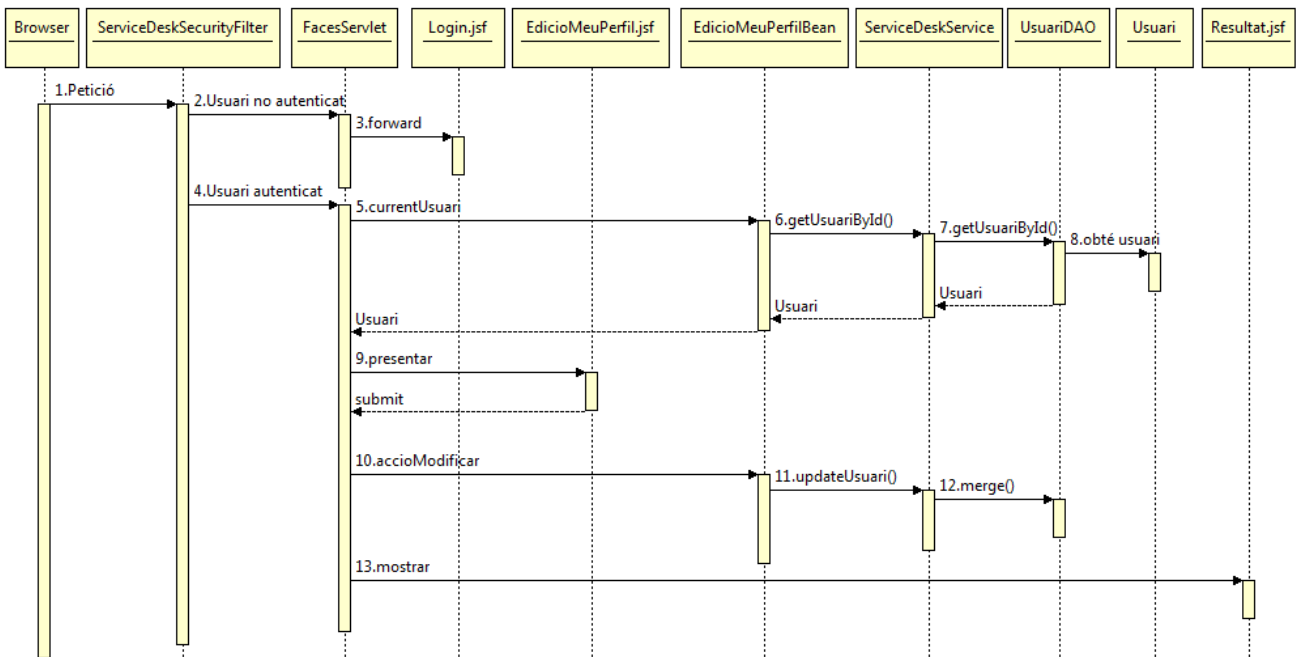 Browser
ServiceDeskSecurityFilter
FacesServlet
Login.jsf
EdicioMeuPerfil.jsf
EdicioMeuPerfilBean
ServiceDeskService
UsuariDAO
Usuari
Resultat.jsf
1.Petició
2.Usuari no autenticat
3.forward
4.Usuari autenticat
5.currentUsuari
6.getUsuariById()
7.getUsuariById()
8.obté usuari
Usuari
Usuari
Usuari
9.presentar
submit
10.accioModificar
11.updateUsuari()
12.merge()
13.mostrar